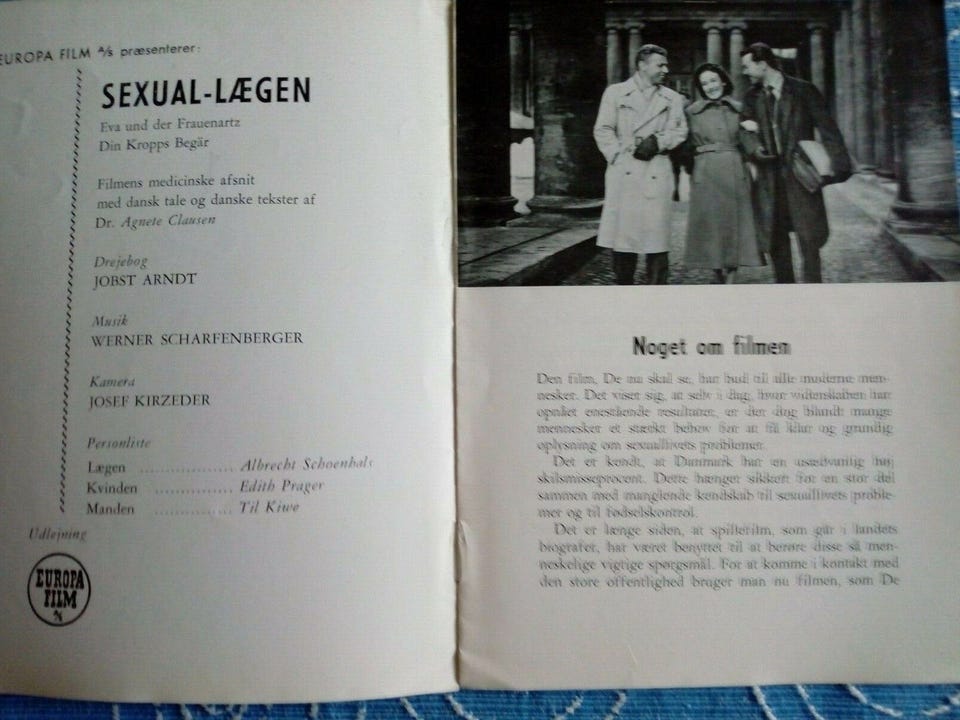 EUROPA FILM A/s præsenterer:
SEXUAL-LÆGEN
Eva und der Frauenartz
Din Kropps Begär
Filmens medicinske afsnit
med dansk tale og danske tekster af
Dr. Agnete Clausen
Drejebog
JOBST ARNDT
Musik
WERNER SCHARFENBERGER
Kamera
JOSEF KIRZEDER
Personliste
Lægen .................. Albrecht Schoenhals
Kvinden ............... Edith Prager
Manden ............... Til Kiwe
Udlejning
EUROPA
FILM
A/s
Noget om filmen
Den film, De nu skal se, har bud til alle moderne men-
nesker. Det viser sig, at selv i dag, hvor videnskaben har
opnået enestående resultater, er der dog blandt mange
mennesker et stærkt behov for at få klar og grundig
oplysning om sexuallivets problemer.
Det er kendt, at Danmark har en usædvanlig høj
skilsmisseprocent. Dette hænger sikkert for en stor del
sammen med manglende kendskab til sexuallivets proble-
mer og til fødselskontrol.
Det er længe siden, at spillefilm, som går i landets
biografer, har været benyttet til at berøre disse så men-
neskelige vigtige spørgsmål. For at komme i kontakt med
den store offentlighed bruger man nu filmen, som De